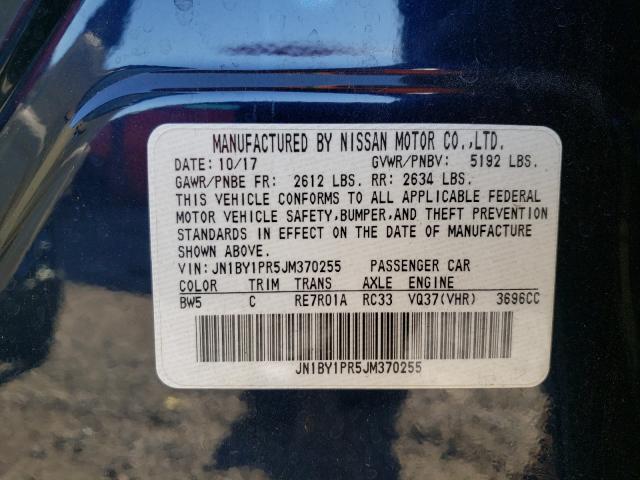 MANUFACTURED BY NISSAN MOTOR CO.,LTD.
DATE: 10/17 GVWR/PNBV: 5192 LBS.
GAWR/PNBE FR: 2612 LBS. RR: 2634 LBS.
THIS VEHICLE CONFORMS TO ALL APPLICABLE FEDERAL
MOTOR VEHICLE SAFETY,BUMPER,AND THEFT PREVENTION
STANDARDS IN EFFECT ON THE DATE OF MANUFACTURE
SHOWN ABOVE.
VIN: JN1BY1PR5JM370255 PASSENGER CAR
COLOR TRIM TRANS AXLE ENGINE
BW5 C RE7R01A RC33 VQ37(VHR) 3696CC
JN1BY1PR5JM370255